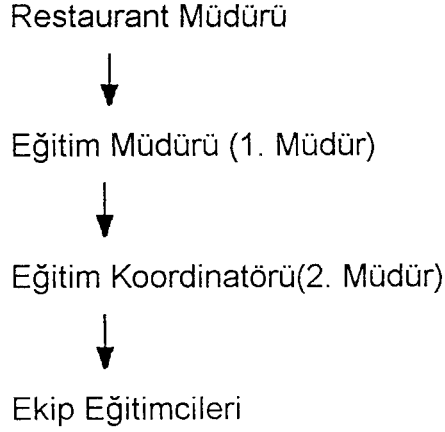 Restaurant Müdürü
Eğitim Müdürü (1. Müdür)
Eğitim Koordinatörü(2. Müdür)
Ekip Eğitimcileri